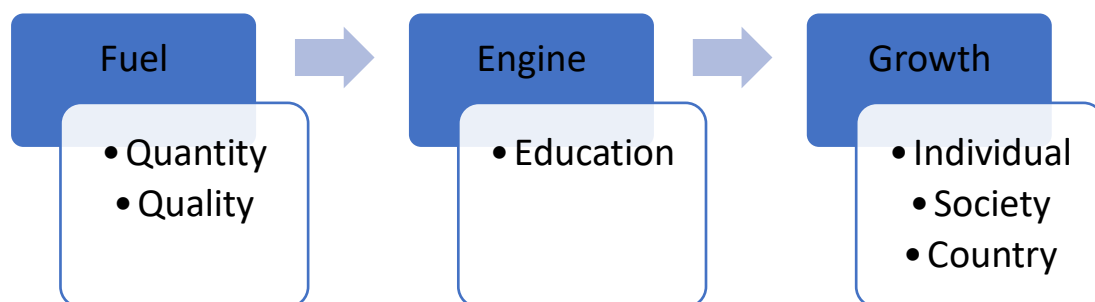 Fuel
• Quantity
• Quality
Engine
• Education
Growth
• Individual
• Society
• Country